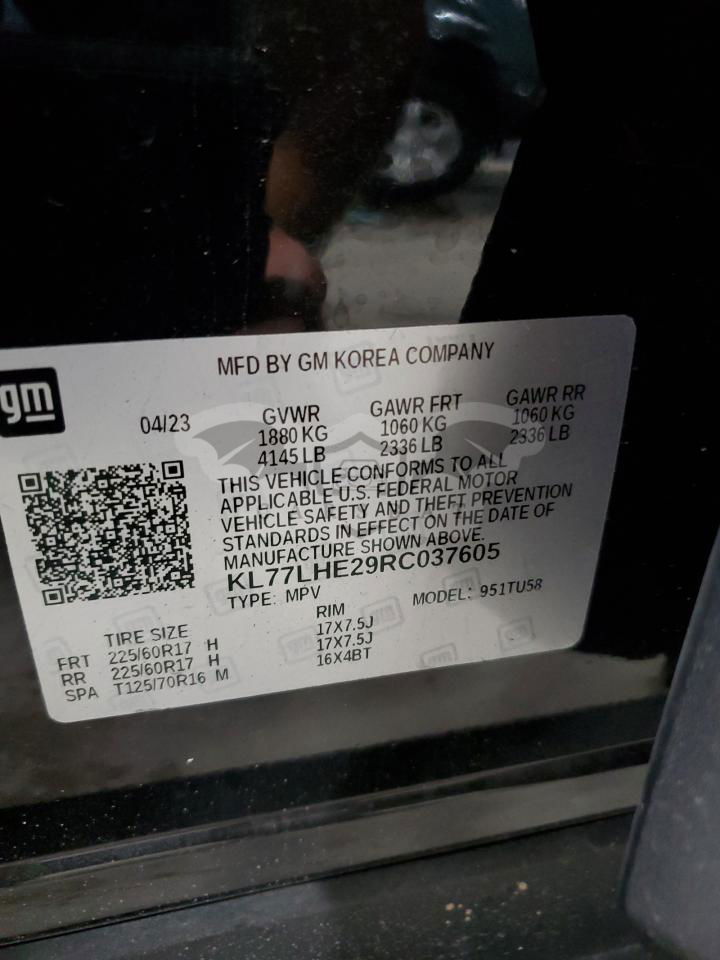 MFD BY GM KOREA COMPANY
gm
04/23
GVWR
1880 KG
4145 LB
GAWR FRT
1060 KG
2336 LB
GAWR RR
1060 KG
2336 LB
THIS VEHICLE CONFORMS TO ALL
APPLICABLE U.S. FEDERAL MOTOR
VEHICLE SAFETY AND THEFT PREVENTION
STANDARDS IN EFFECT ON THE DATE OF
MANUFACTURE SHOWN ABOVE.
KL77LHE29RC037605
TYPE: MPV MODEL: 951TU58
TIRE SIZE RIM
FRT 225/60R17 H 17X7.5J
RR 225/60R17 H 17X7.5J
SPA T125/70R16 M 16X4BT